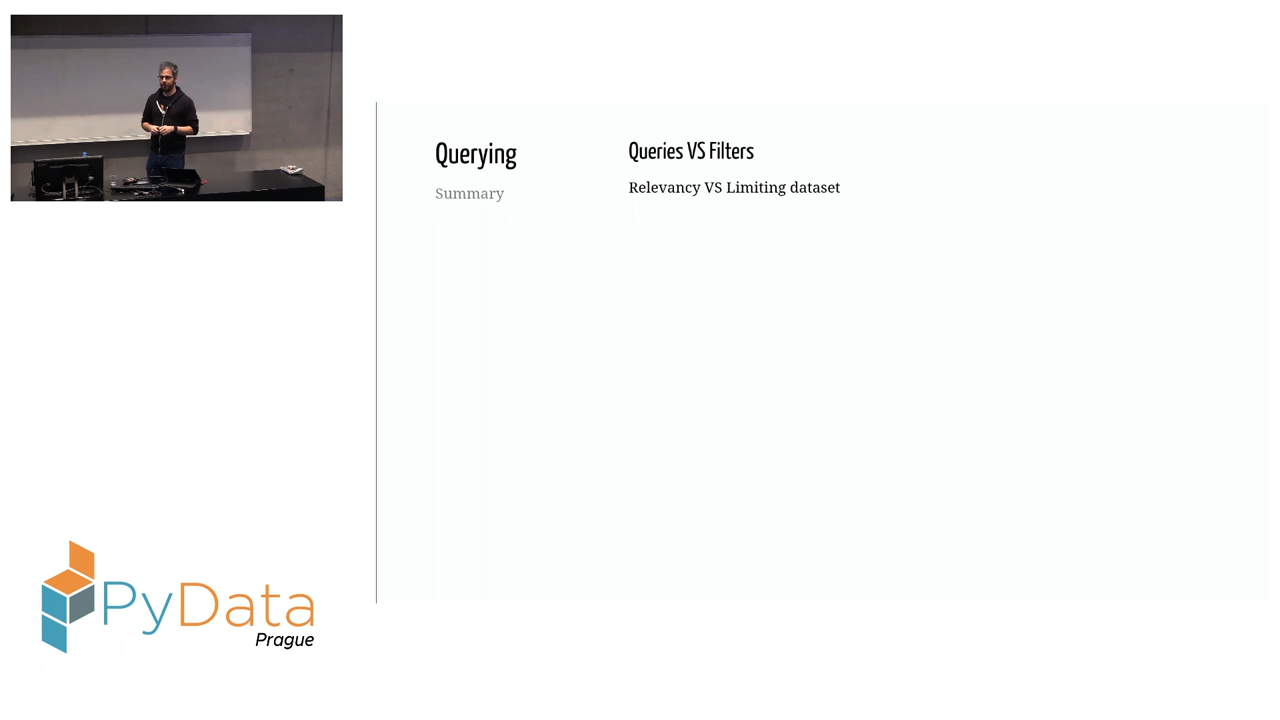 Querying
Summary
Queries VS Filters
Relevancy VS Limiting dataset
PyData
Prague